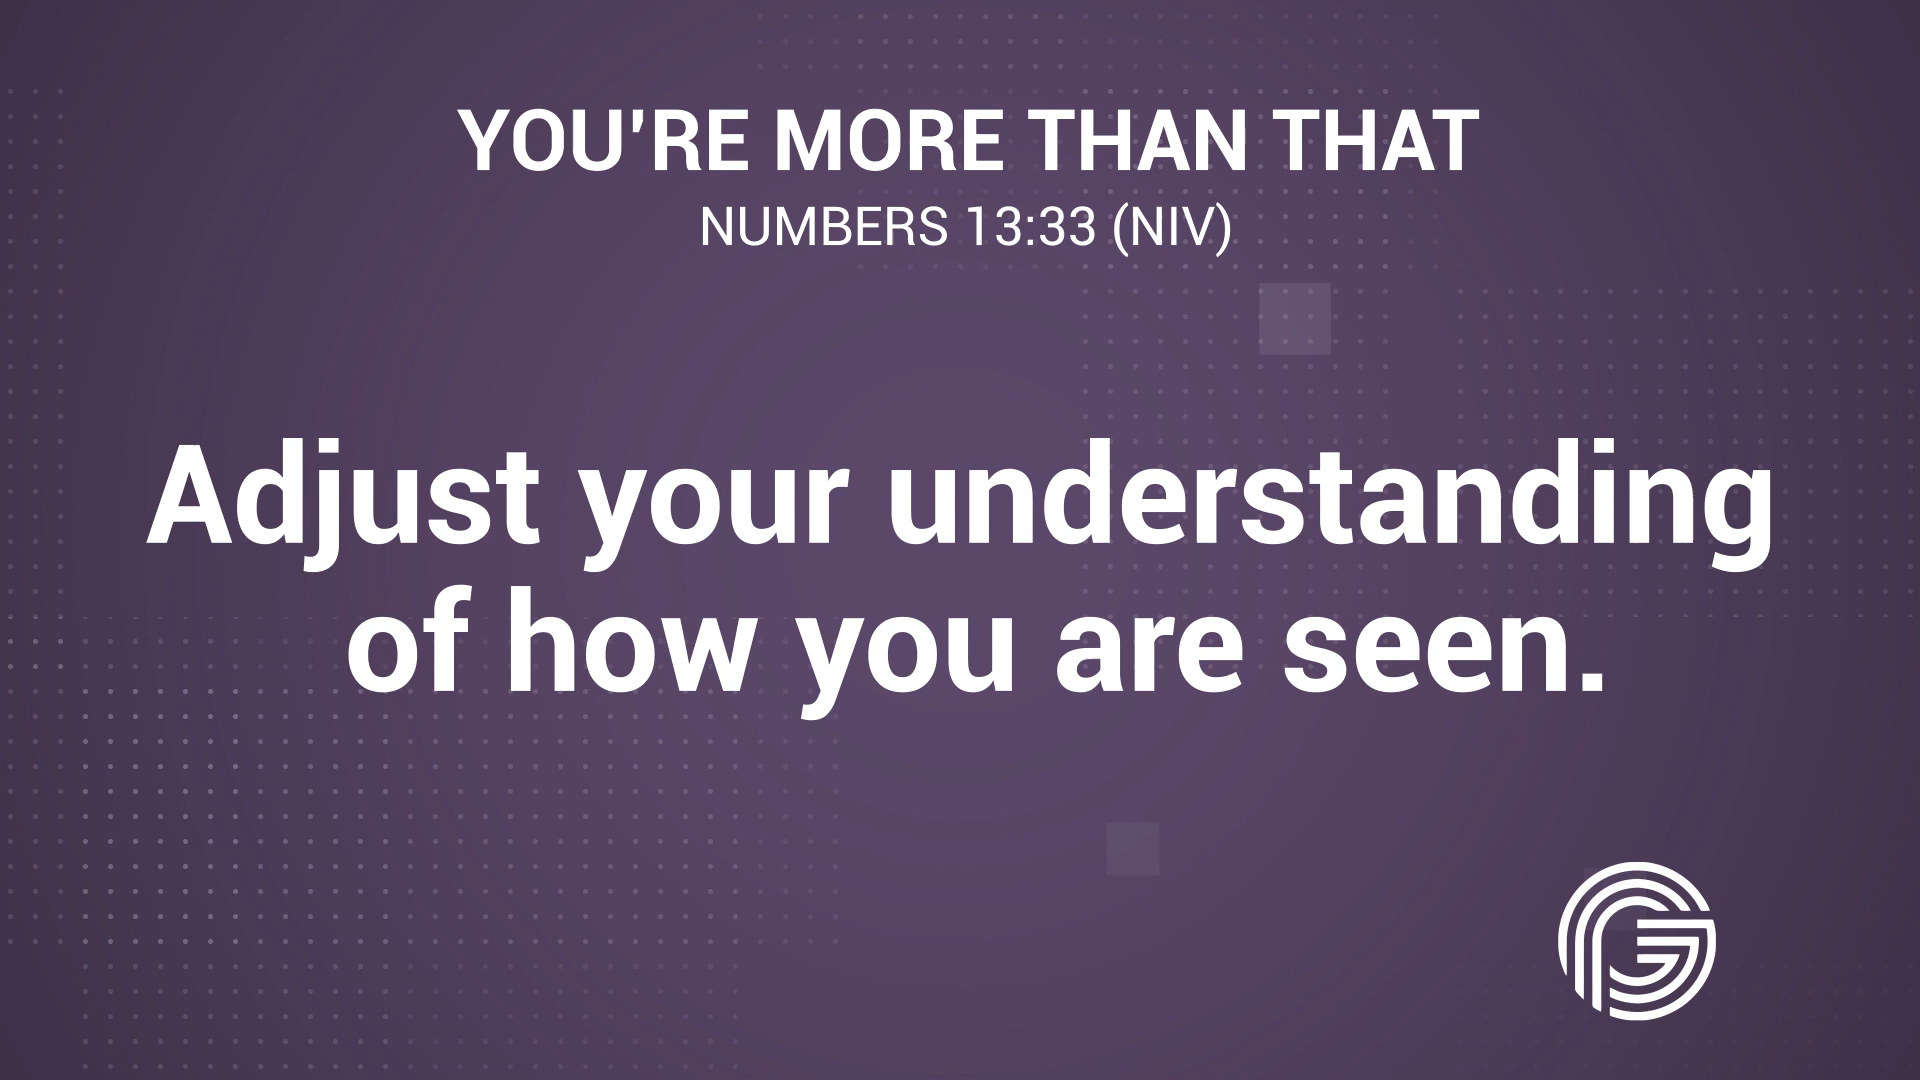 YOU'RE MORE THAN THAT
NUMBERS 13:33 (NIV)
Adjust your understanding
of how you are seen.